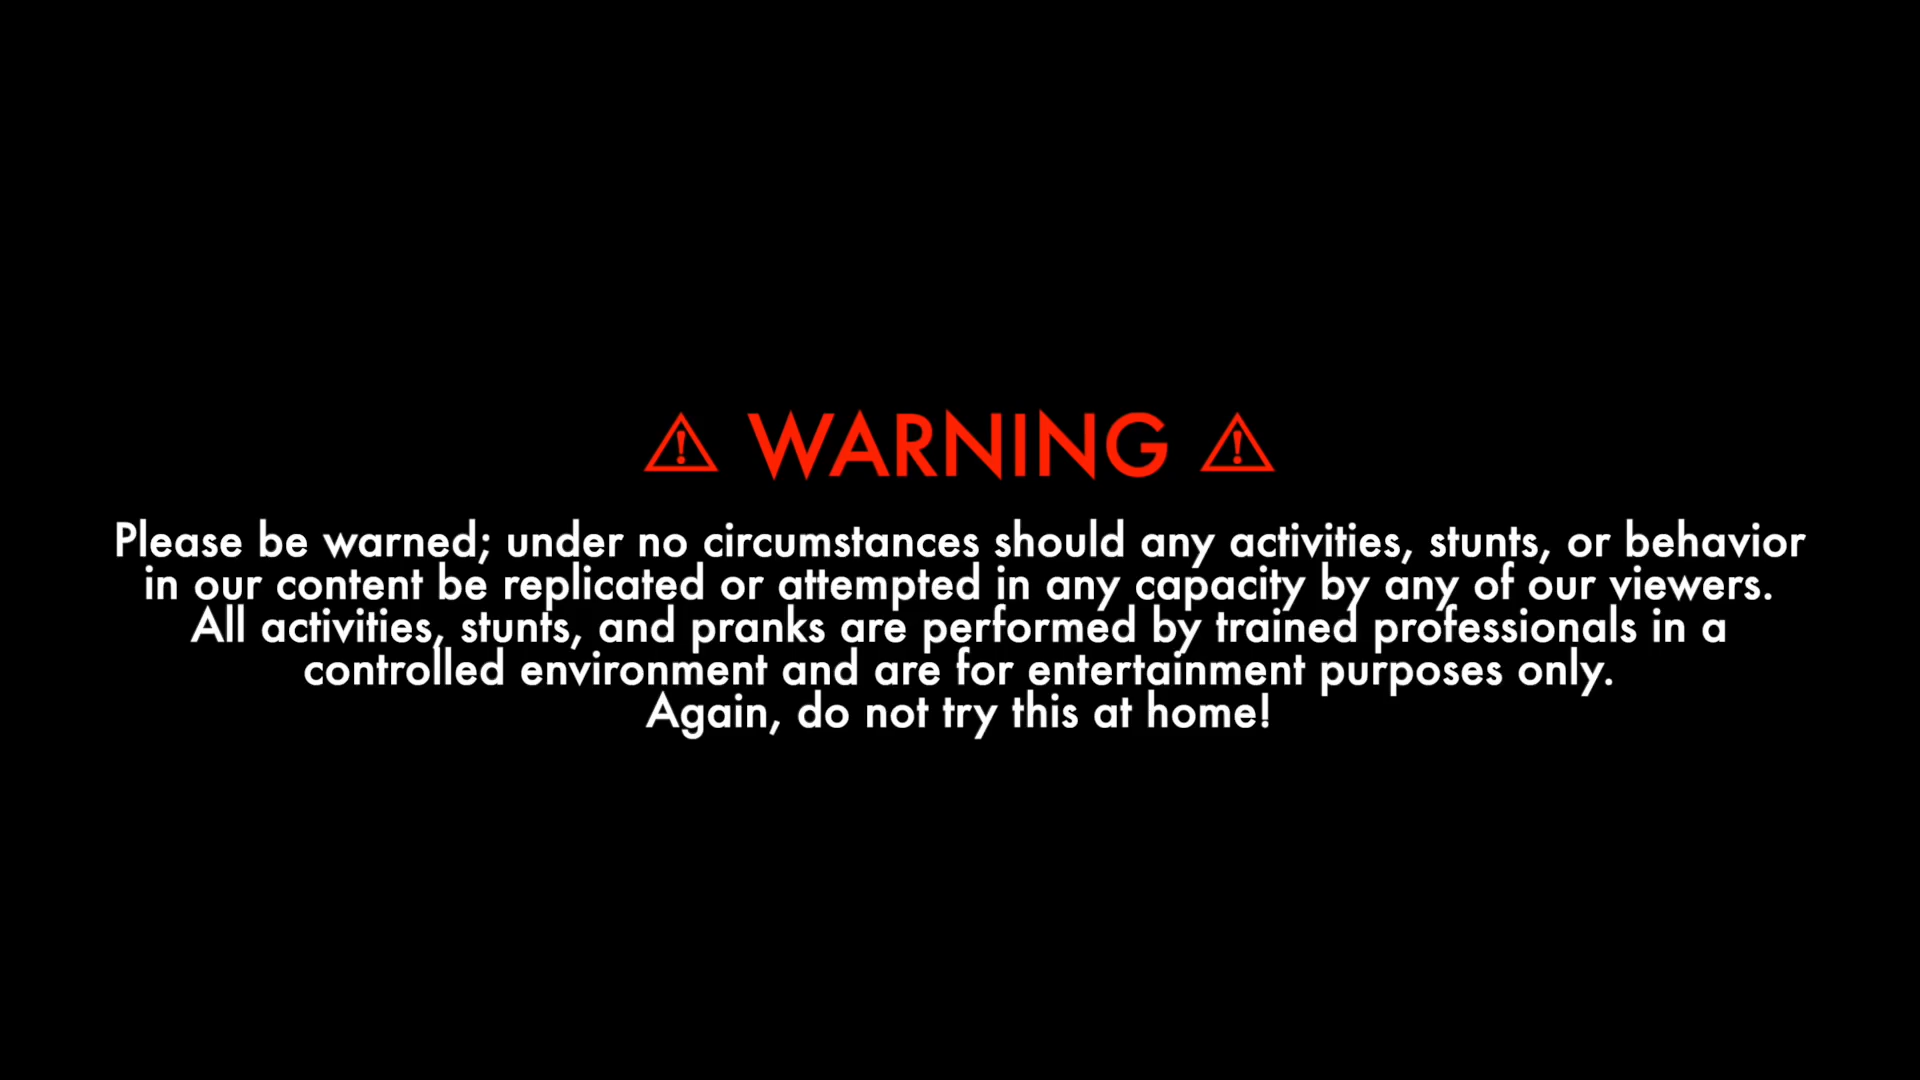 ⚠ WARNING ⚠
Please be warned; under no circumstances should any activities, stunts, or behavior
in our content be replicated or attempted in any capacity by any of our viewers.
All activities, stunts, and pranks are performed by trained professionals in a
controlled environment and are for entertainment purposes only.
Again, do not try this at home!